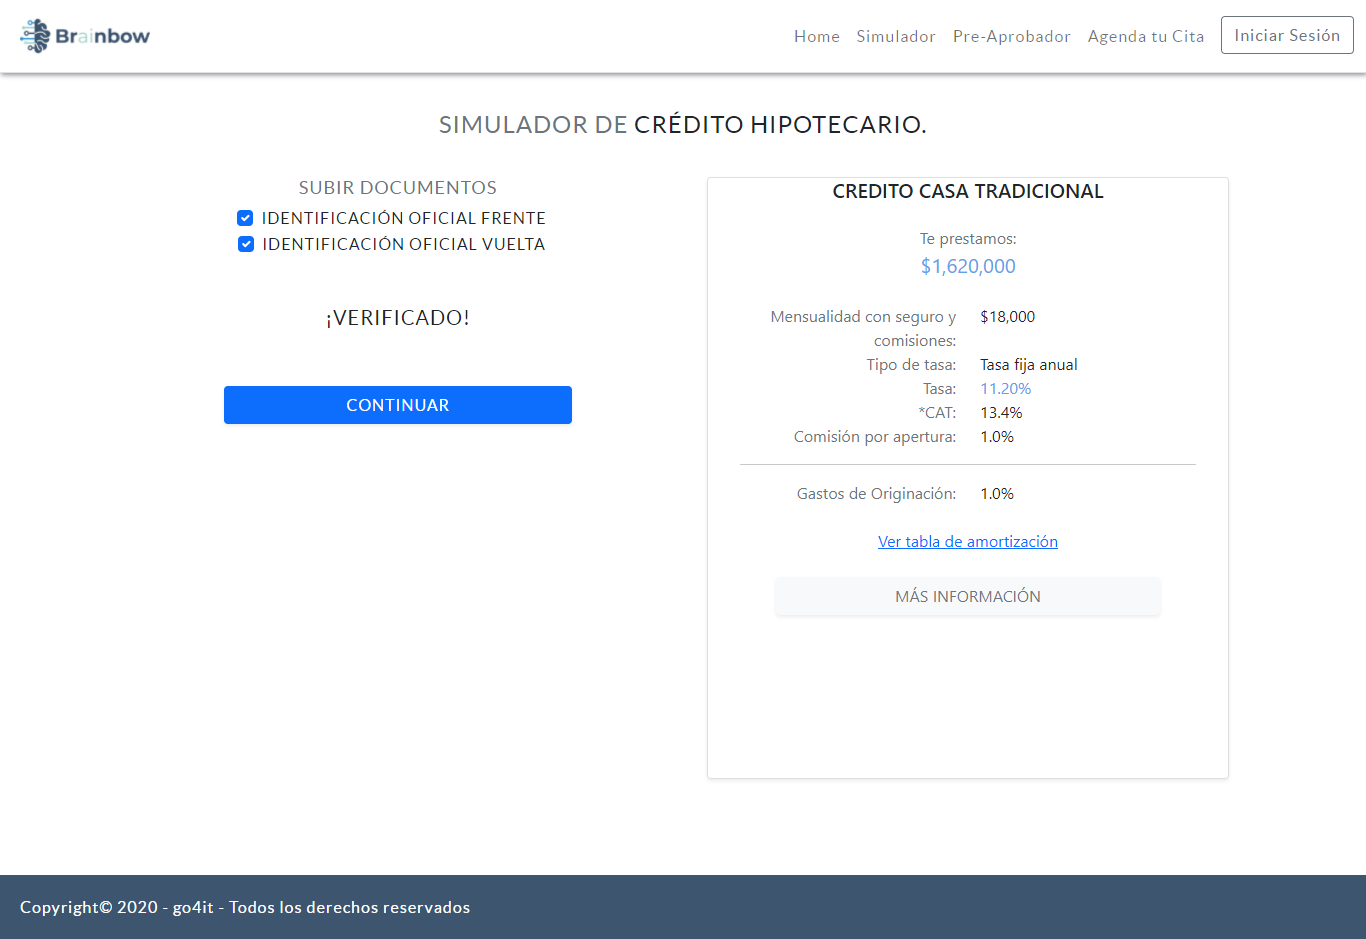 Brainbow
Home Simulador Pre-Aprobador Agenda tu Cita Iniciar Sesión
SIMULADOR DE CRÉDITO HIPOTECARIO.
SUBIR DOCUMENTOS
IDENTIFICACIÓN OFICIAL FRENTE
IDENTIFICACIÓN OFICIAL VUELTA
¡VERIFICADO!
CONTINUAR
CREDITO CASA TRADICIONAL
Te prestamos:
$1,620,000
Mensualidad con seguro y $18,000
comisiones:
Tipo de tasa: Tasa fija anual
Tasa: 11.20%
*CAT: 13.4%
Comisión por apertura: 1.0%
Gastos de Originación: 1.0%
Ver tabla de amortización
MÁS INFORMACIÓN
Copyright© 2020 - go4it - Todos los derechos reservados